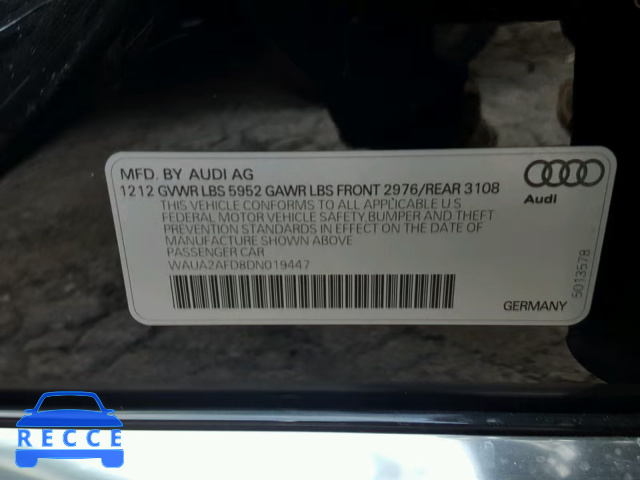 MFD. BY AUDI AG
1212 GVWR LBS 5952 GAWR LBS FRONT 2976/REAR 3108
THIS VEHICLE CONFORMS TO ALL APPLICABLE U.S
FEDERAL MOTOR VEHICLE SAFETY,BUMPER AND THEFT
PREVENTION STANDARDS IN EFFECT ON THE DATE OF
MANUFACTURE SHOWN ABOVE
PASSENGER CAR
WAUA2AFD8DN019447
Audi
5013578
GERMANY
RECCE